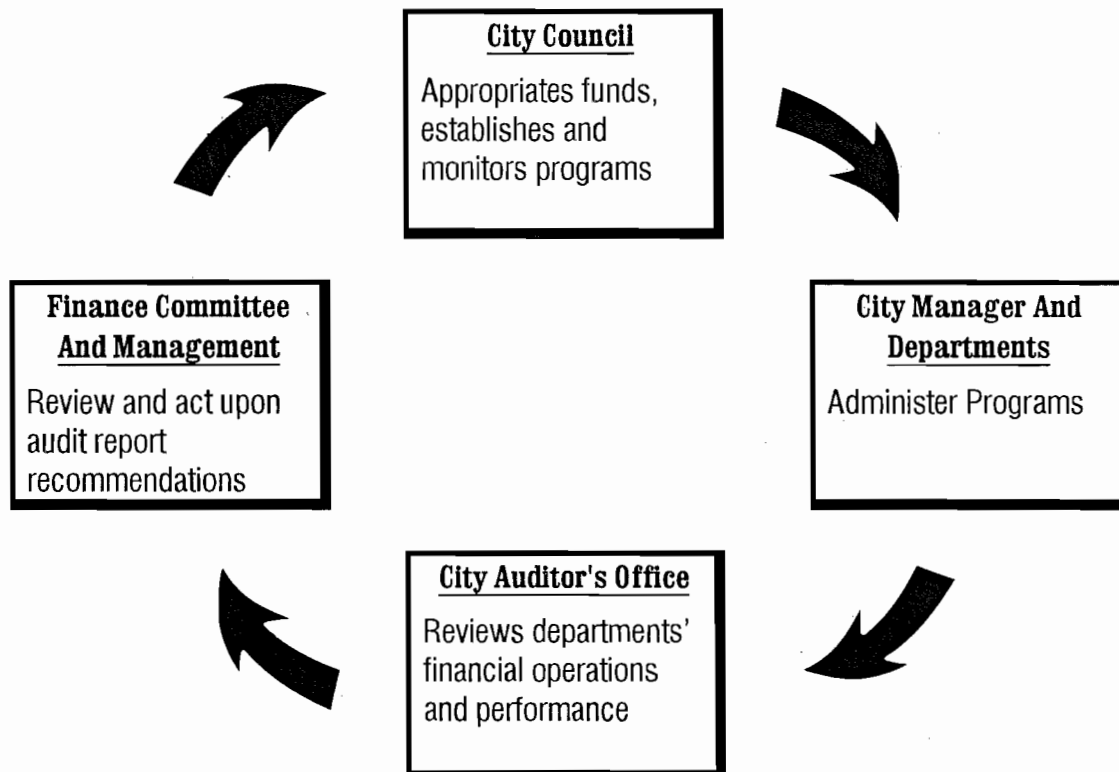 City Council
Appropriates funds,
establishes and
monitors programs
Finance Committee
And Management
Review and act upon
audit report
recommendations
City Manager And
Departments
Administer Programs
City Auditor's Office
Reviews departments'
financial operations
and performance